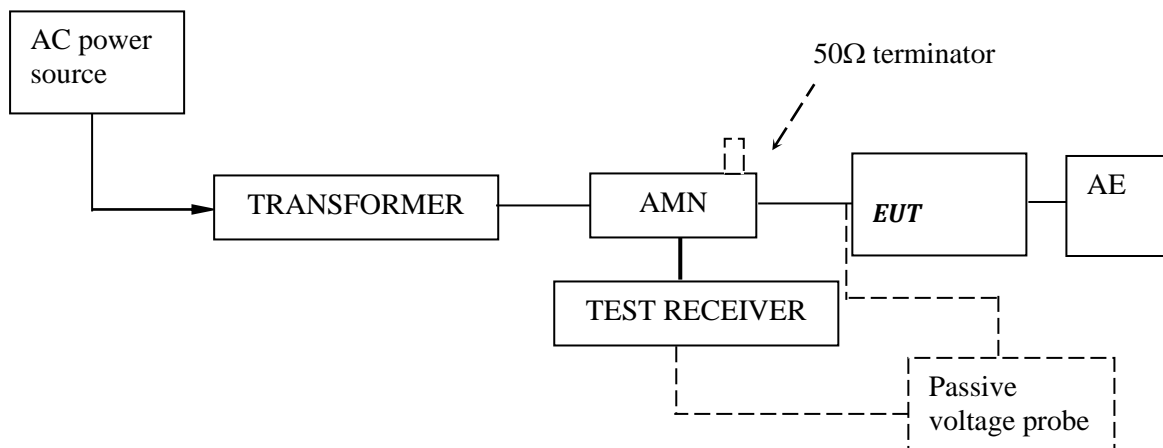 AC power
source
50Ω terminator
TRANSFORMER
AMN
EUT
AE
TEST RECEIVER
Passive
voltage probe